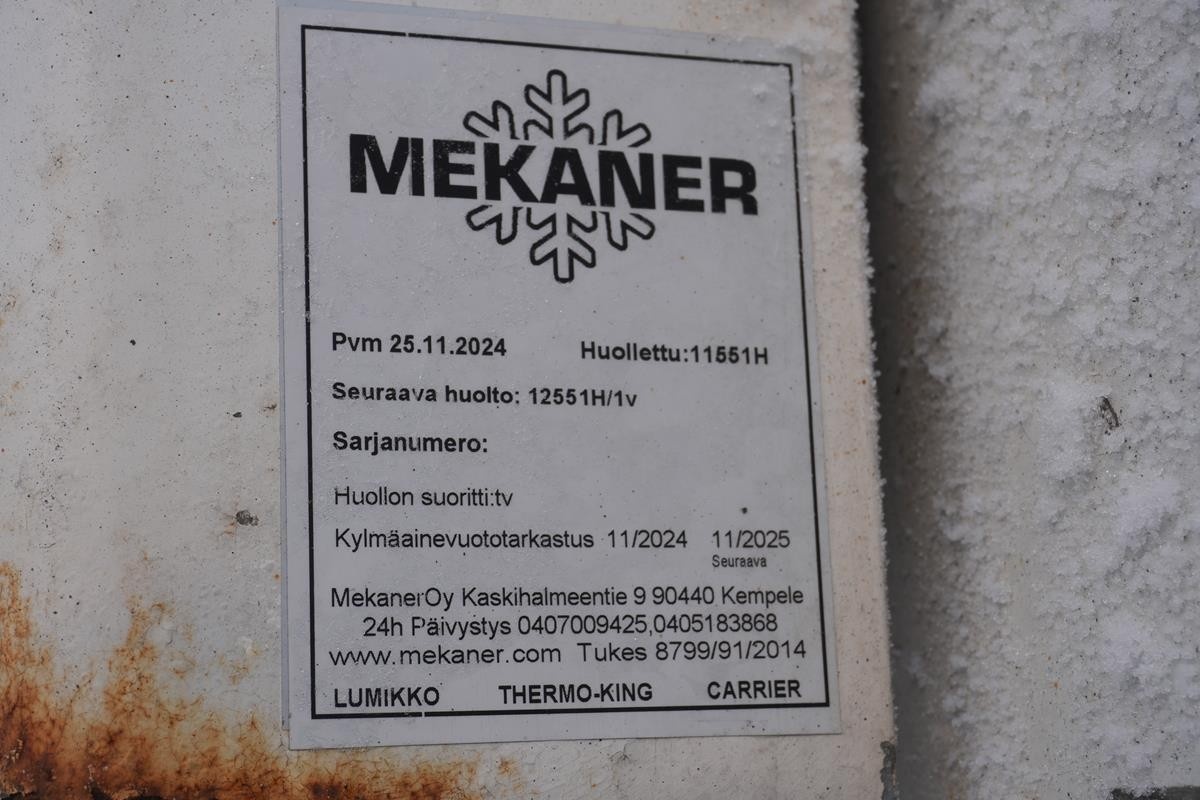 MEKANER
Pvm 25.11.2024 Huollettu:11551H
Seuraava huolto: 12551H/1v
Sarjanumero:
Huollon suoritti:tv
Kylmäainevuototarkastus 11/2024 11/2025
Seuraava
MekanerOy Kaskihalmeentie 9 90440 Kempele
24h Päivystys 0407009425,0405183868
www.mekaner.com Tukes 8799/91/2014
LUMIKKO THERMO-KING CARRIER